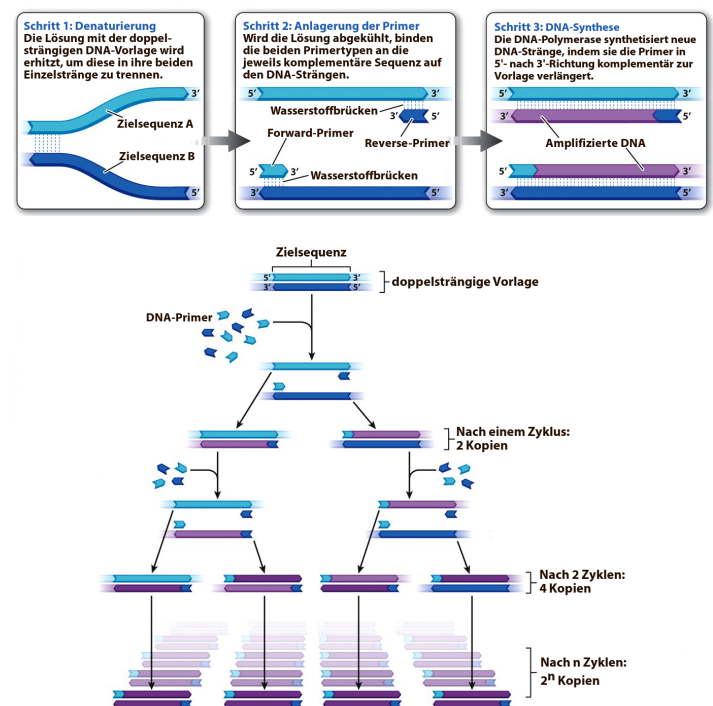 Schritt 1: Denaturierung
Die Lösung mit der doppel-
strängigen DNA-Vorlage wird
erhitzt, um diese in ihre beiden
Einzelstränge zu trennen.
3′
Zielsequenz A
Zielsequenz B
5′
Schritt 2: Anlagerung der Primer
Wird die Lösung abgekühlt, binden
die beiden Primertypen an die
jeweils komplementäre Sequenz auf
den DNA-Strängen.
5′ 3′
Wasserstoffbrücken
3′ 5′
Forward-Primer
Reverse-Primer
5′ 3′
Wasserstoffbrücken
3′ 5′
Schritt 3: DNA-Synthese
Die DNA-Polymerase synthetisiert neue
DNA-Stränge, indem sie die Primer in
5'- nach 3'-Richtung komplementär zur
Vorlage verlängert.
5′ 3′
3′ 5′
Amplifizierte DNA
5′ 3′
3′ 5′
Zielsequenz
5′ 3′
3′ 5′
doppelsträngige Vorlage
DNA-Primer
Nach einem Zyklus:
2 Kopien
Nach 2 Zyklen:
4 Kopien
Nach n Zyklen:
2n Kopien